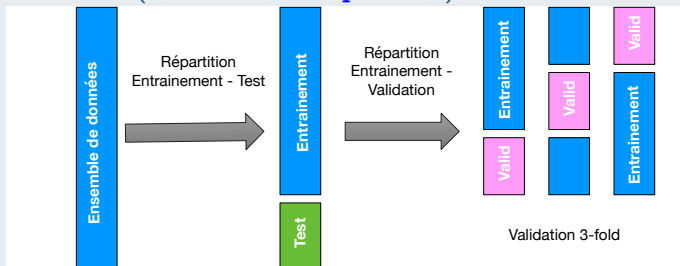 Ensemble de données
Répartition
Entrainement - Test
Entrainement
Test
Répartition
Entrainement -
Validation
Entrainement
Valid
Valid
Valid
Entrainement
Validation 3-fold